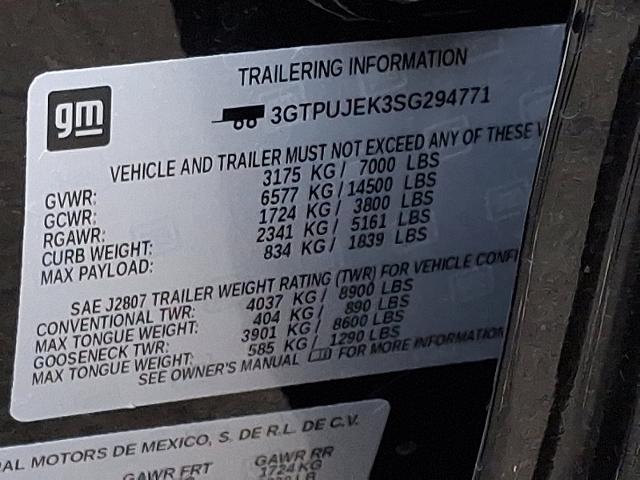 gm
TRAILERING INFORMATION
3GTPUJEK3SG294771
VEHICLE AND TRAILER MUST NOT EXCEED ANY OF THESE
GVWR: 3175 KG / 7000 LBS
GCWR: 6577 KG / 14500 LBS
RGAWR: 1724 KG / 3800 LBS
CURB WEIGHT: 2341 KG / 5161 LBS
MAX PAYLOAD: 834 KG / 1839 LBS
SAE J2807 TRAILER WEIGHT RATING (TWR) FOR VEHICLE CONFI
CONVENTIONAL TWR: 4037 KG / 8900 LBS
MAX TONGUE WEIGHT: 404 KG / 890 LBS
GOOSENECK TWR: 3901 KG / 8600 LBS
MAX TONGUE WEIGHT: 585 KG / 1290 LBS
SEE OWNER'S MANUAL FOR MORE INFORMATION
AL MOTORS DE MEXICO, S. DE R.L. DE C.V.
GAWR FRT GAWR RR
1724 KG